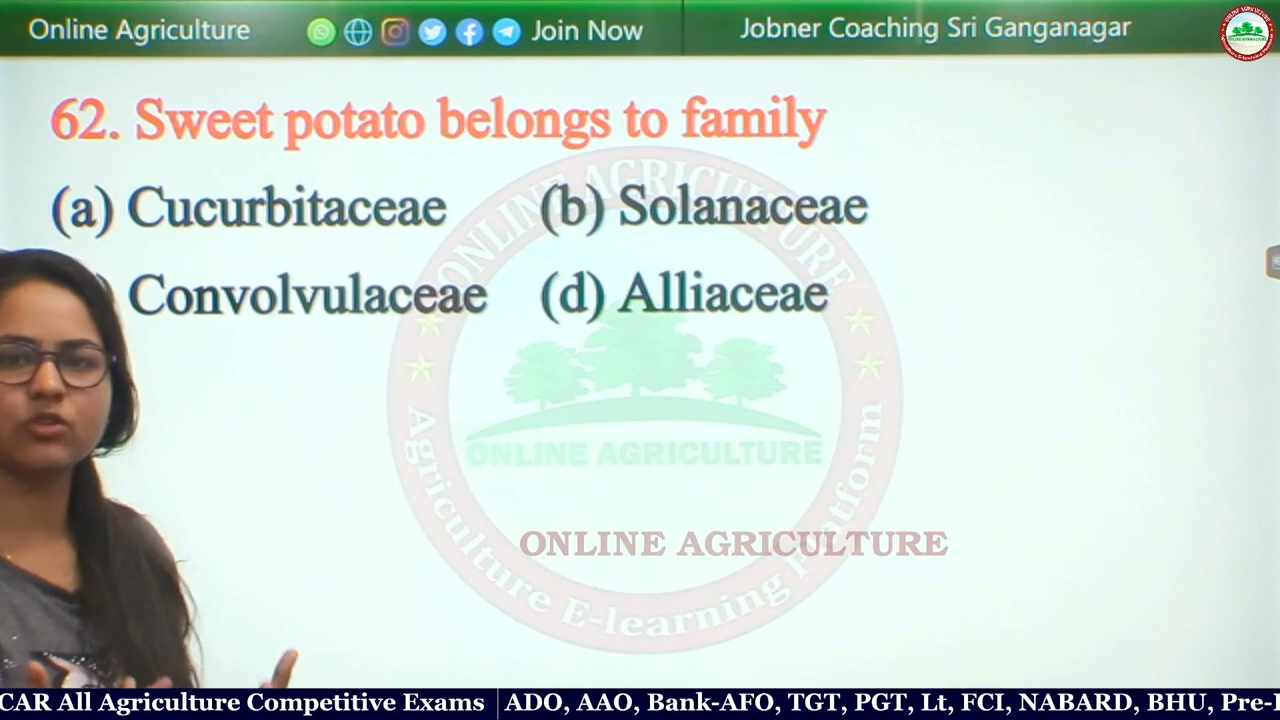 Online Agriculture Join Now Jobner Coaching Sri Ganganagar
62. Sweet potato belongs to family
(a) Cucurbitaceae (b) Solanaceae
Convolvulaceae (d) Alliaceae
ONLINE AGRICULTURE
ONLINE AGRICULTURE
Agriculture E-learning Platform
ONLINE AGRICULTURE
CAR All Agriculture Competitive Exams ADO, AAO, Bank-AFO, TGT, PGT, Lt, FCI, NABARD, BHU, Pre-